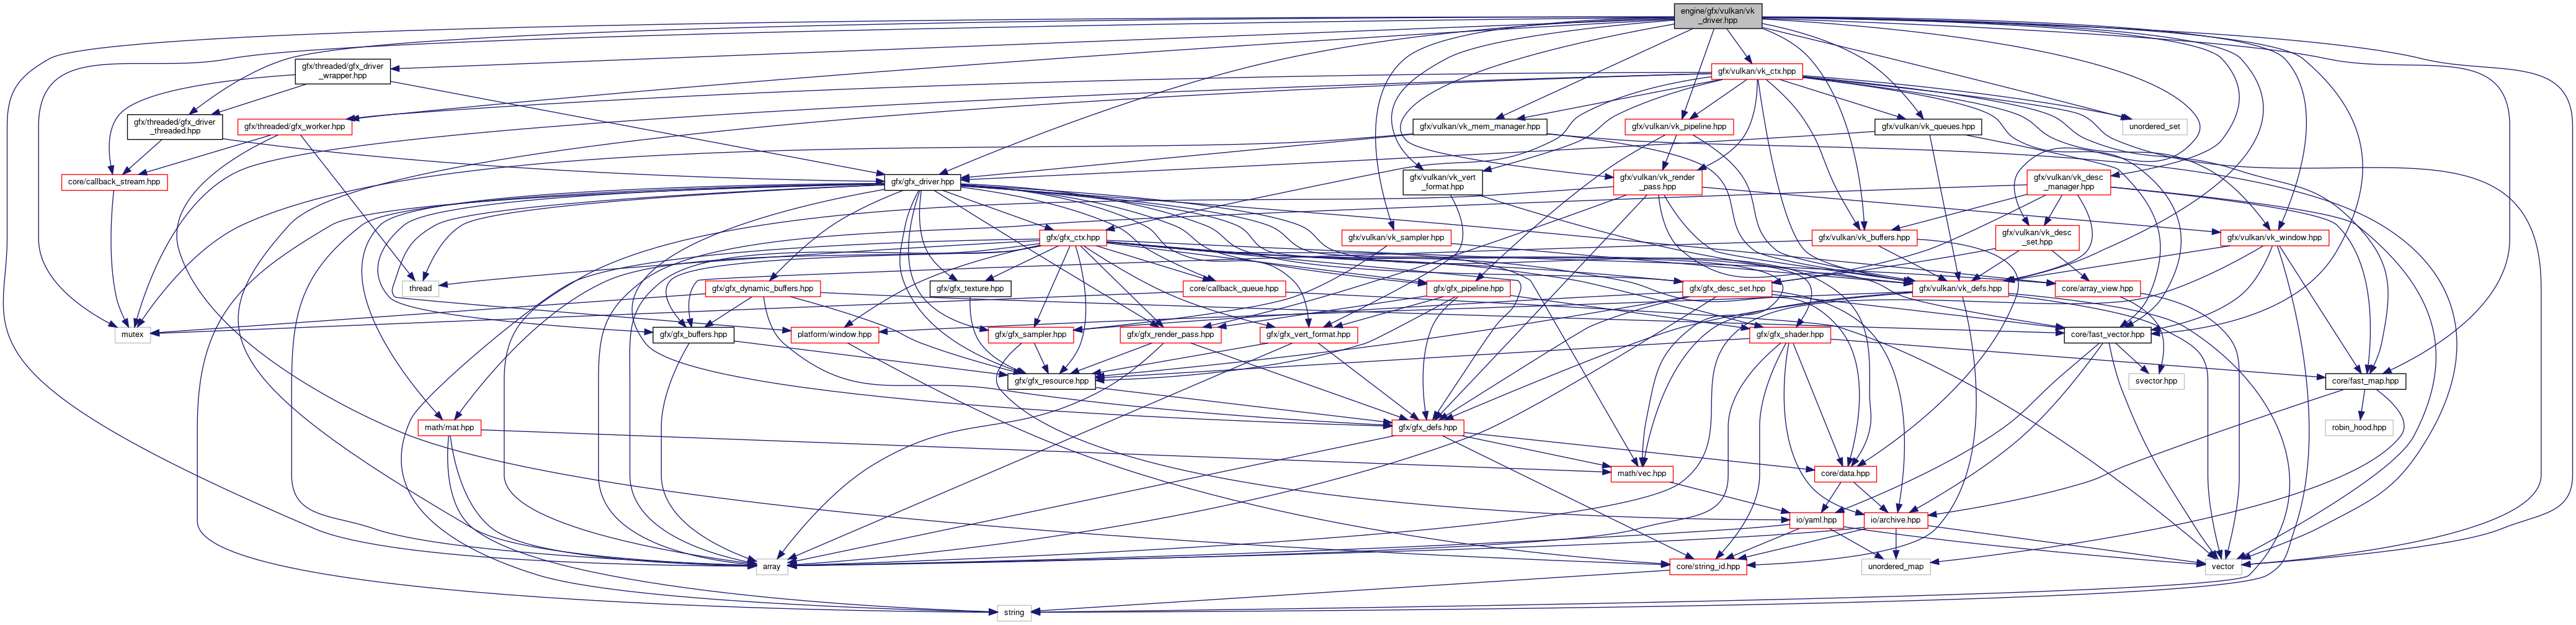 engine/gfx/vulkan/vk
_driver.hpp
gfx/threaded/gfx_driver
_wrapper.hpp
gfx/vulkan/vk_ctx.hpp
gfx/threaded/gfx_driver
_threaded.hpp
gfx/threaded/gfx_worker.hpp
gfx/vulkan/vk_mem_manager.hpp
gfx/vulkan/vk_pipeline.hpp
gfx/vulkan/vk_queues.hpp
unordered_set
core/callback_stream.hpp
gfx/gfx_driver.hpp
gfx/vulkan/vk_vert
_format.hpp
gfx/vulkan/vk_render
_pass.hpp
gfx/vulkan/vk_desc
_manager.hpp
gfx/gfx_ctx.hpp
gfx/vulkan/vk_sampler.hpp
gfx/vulkan/vk_buffers.hpp
gfx/vulkan/vk_desc
_set.hpp
gfx/vulkan/vk_window.hpp
thread
gfx/gfx_dynamic_buffers.hpp
gfx/gfx_texture.hpp
core/callback_queue.hpp
gfx/gfx_pipeline.hpp
gfx/gfx_desc_set.hpp
gfx/vulkan/vk_defs.hpp
core/array_view.hpp
mutex
gfx/gfx_buffers.hpp
platform/window.hpp
gfx/gfx_sampler.hpp
gfx/gfx_render_pass.hpp
gfx/gfx_vert_format.hpp
gfx/gfx_shader.hpp
core/fast_vector.hpp
gfx/gfx_resource.hpp
svector.hpp
core/fast_map.hpp
math/mat.hpp
gfx/gfx_defs.hpp
robin_hood.hpp
math/vec.hpp
core/data.hpp
io/yaml.hpp
io/archive.hpp
array
core/string_id.hpp
unordered_map
vector
string